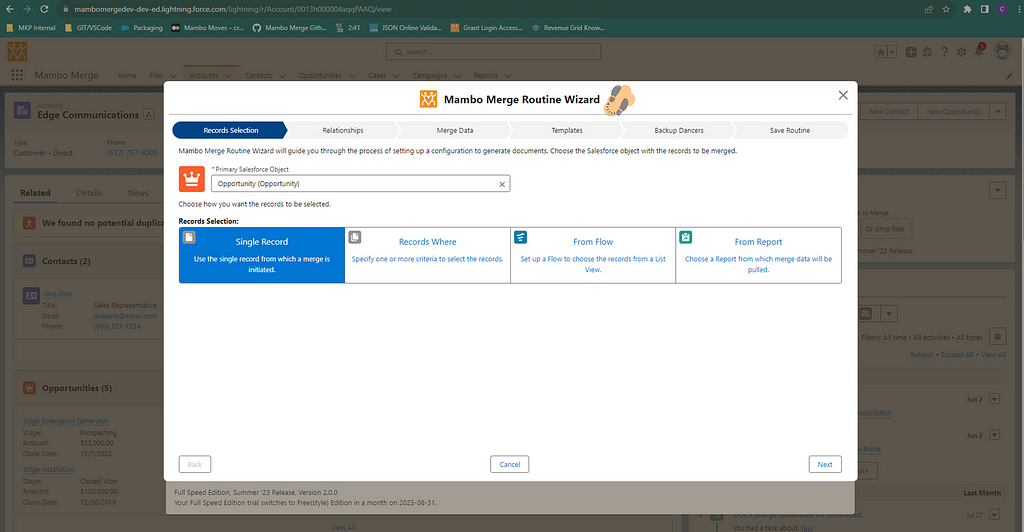 mambomergedev-dev-ed.lightning.force.com/lightning/r/Account/0013h000004aqqPAAQ/view
MKP Internal
GIT/VSCode
Packaging
Mambo Moves – cr...
Mambo Merge Gith...
2:41
JSON Online Valida...
Grant Login Access...
Revenue Grid Know...
Search...
Mambo Merge
Home
Files
Accounts
Contacts
Opportunities
Cases
Campaigns
Reports
Account
Edge Communications
New Contact
New Opportunity
Type
Customer - Direct
Phone
(512) 757-6000
Related
Details
News
We found no potential duplica
Contacts (2)
Jane Doe
Title:
Sales Representative
Email:
doejane@email.com
Phone:
(000) 123-1234
Opportunities (5)
Edge Emergency Generator
Stage:
Prospecting
Amount:
$35,000.00
Close Date:
12/7/2022
Edge Installation
Stage:
Closed Won
Amount:
$120,000.00
Close Date:
12/26/2019
View All
Mambo Merge Routine Wizard
Records Selection
Relationships
Merge Data
Templates
Backup Dancers
Save Routine
Mambo Merge Routine Wizard will guide you through the process of setting up a configuration to generate documents. Choose the Salesforce object with the records to be merged.
* Primary Salesforce Object
Opportunity (Opportunity)
Choose how you want the records to be selected.
Records Selection:
Single Record
Use the single record from which a merge is
initiated.
Records Where
Specify one or more criteria to select the records.
From Flow
Set up a Flow to choose the records from a List
View.
From Report
Choose a Report from which merge data will be
pulled.
Back
Cancel
Next
Full Speed Edition, Summer '23 Release, Version 2.0.0
Your Full Speed Edition trial switches to Free(style) Edition in a month on 2023-08-31.
to Merge
Or drop files
er '23 Release
Filters: All time • All activities • All types
Refresh • Expand All • View All
Jun 2
nstallation
Jun 2
Acme
ore
Last Month
Jul 27
You had a task about Test